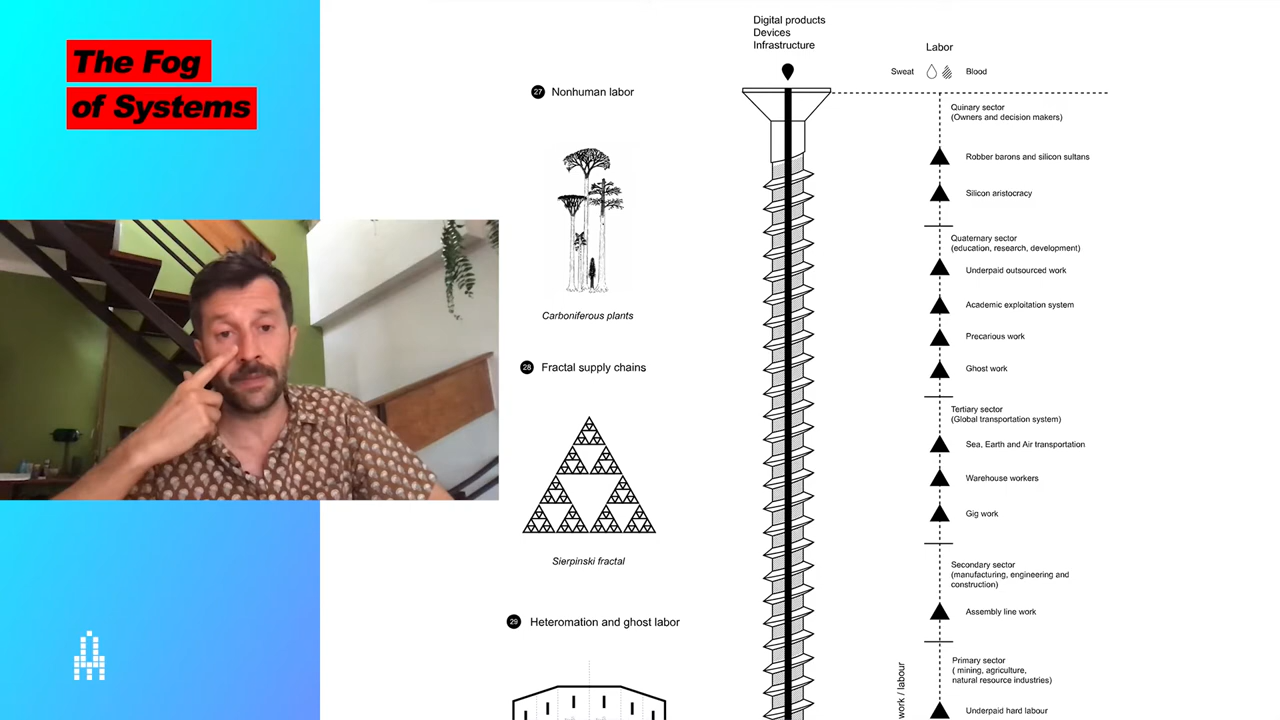 The Fog
of Systems
27 Nonhuman labor
Carboniferous plants
28 Fractal supply chains
Sierpinski fractal
29 Heteromation and ghost labor
Digital products
Devices
Infrastructure
Labor
Sweat Blood
Quinary sector
(Owners and decision makers)
Robber barons and silicon sultans
Silicon aristocracy
Quaternary sector
(education, research, development)
Underpaid outsourced work
Academic exploitation system
Precarious work
Ghost work
Tertiary sector
(Global transportation system)
Sea, Earth and Air transportation
Warehouse workers
Gig work
Secondary sector
(manufacturing, engineering and
construction)
Assembly line work
Primary sector
( mining, agriculture,
natural resource industries)
Underpaid hard labour
work / labour